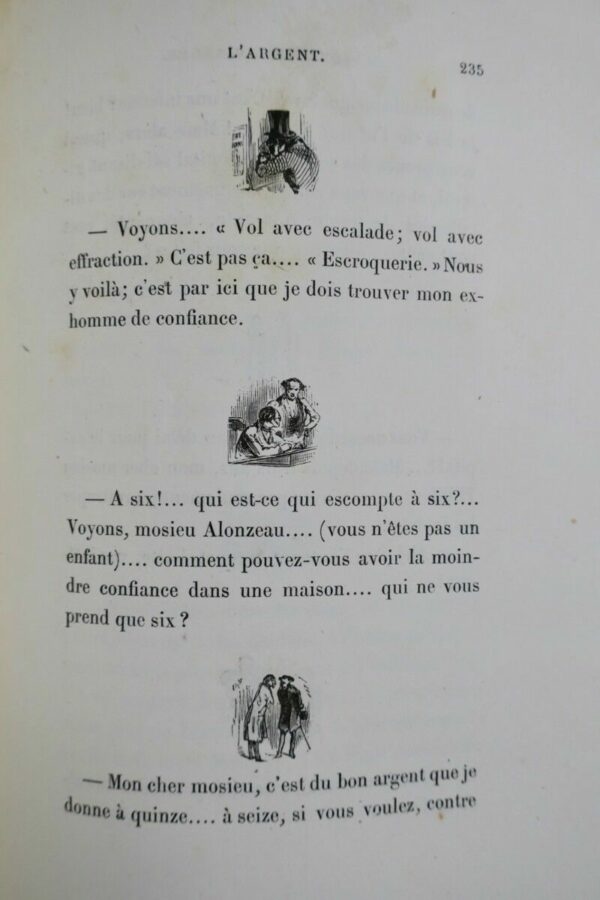 L'ARGENT.
235
— Voyons.... « Vol avec escalade; vol avec
effraction. » C'est pas ça.... « Escroquerie. » Nous
y voilà; c'est par ici que je dois trouver mon ex-
homme de confiance.
— A six!... qui est-ce qui escompte à six?...
Voyons, mosieu Alonzeau.... (vous n'êtes pas un
enfant).... comment pouvez-vous avoir la moin-
dre confiance dans une maison.... qui ne vous
prend que six?
— Mon cher mosieu, c'est du bon argent que je
donne à quinze.... à seize, si vous voulez, contre